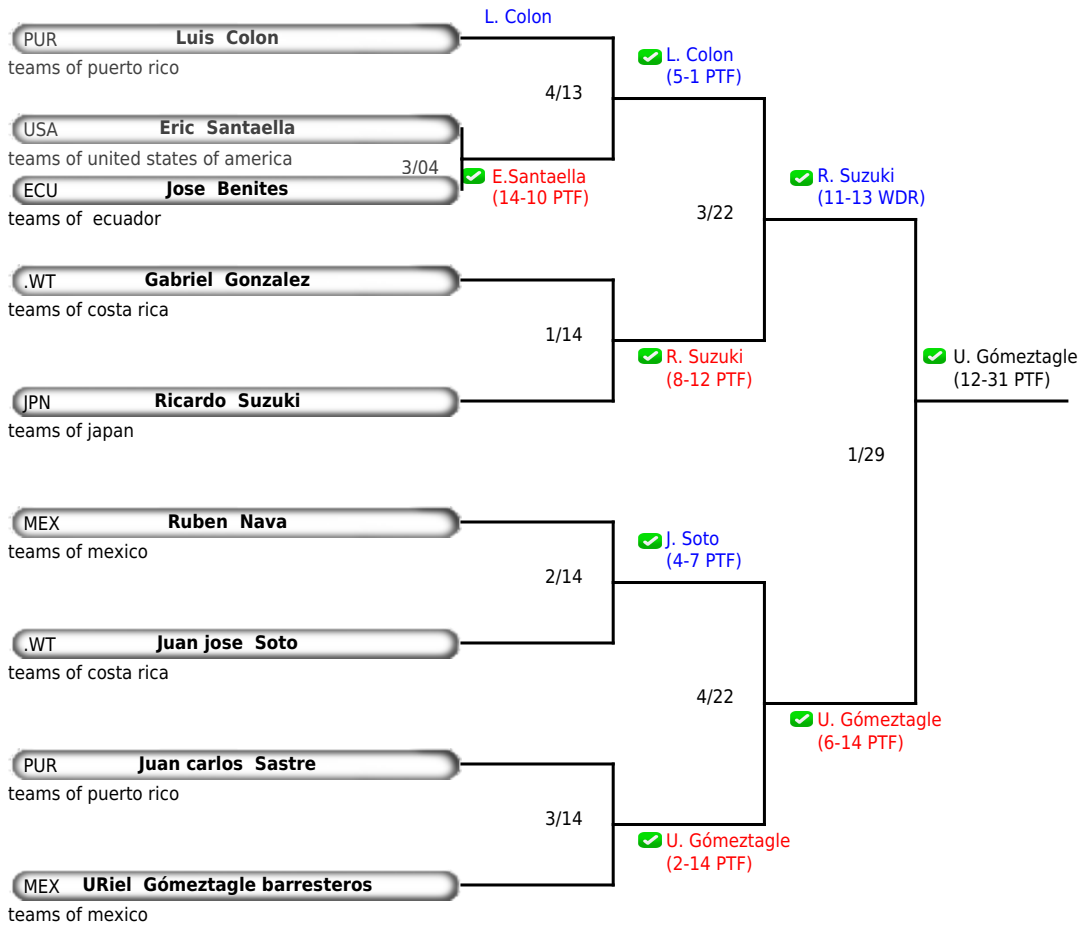 L. Colon
PUR Luis Colon
teams of puerto rico
L. Colon
(5-1 PTF)
4/13
USA Eric Santaella
teams of united states of america
3/04
E.Santaella
(14-10 PTF)
ECU Jose Benites
teams of ecuador
R. Suzuki
(11-13 WDR)
3/22
.WT Gabriel Gonzalez
teams of costa rica
1/14
R. Suzuki
(8-12 PTF)
JPN Ricardo Suzuki
teams of japan
U. Gómeztagle
(12-31 PTF)
1/29
MEX Ruben Nava
teams of mexico
J. Soto
(4-7 PTF)
2/14
.WT Juan jose Soto
teams of costa rica
4/22
U. Gómeztagle
(6-14 PTF)
PUR Juan carlos Sastre
teams of puerto rico
3/14
U. Gómeztagle
(2-14 PTF)
MEX URiel Gómeztagle barresteros
teams of mexico